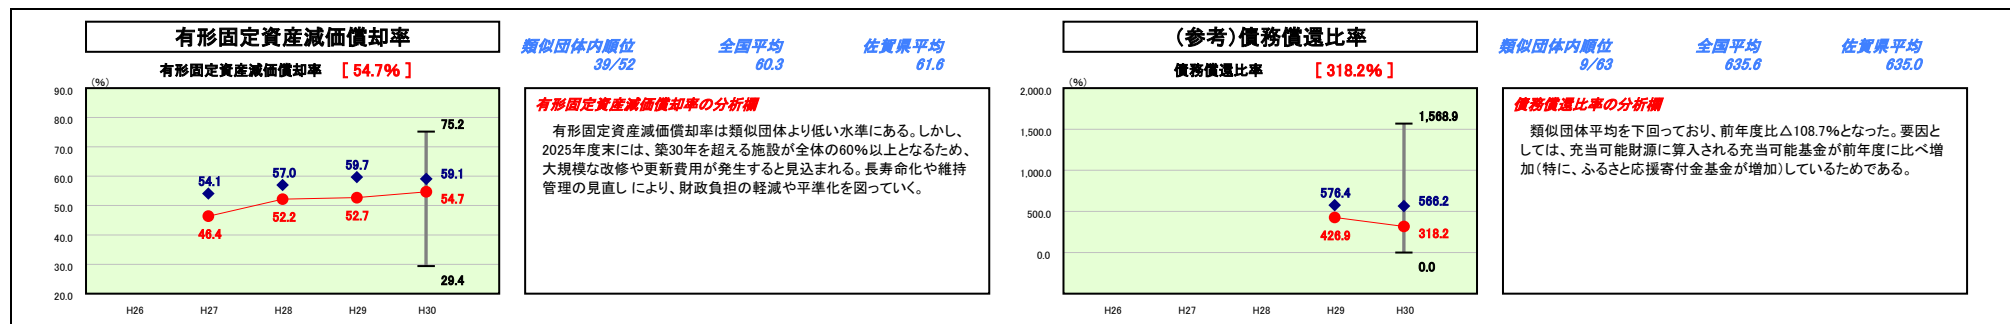 有形固定資産減価償却率
有形固定資産減価償却率 [ 54.7% ]
類似団体内順位 全国平均 佐賀県平均
39/52 60.3 61.6
(%)
90.0
80.0
70.0
60.0
50.0
40.0
30.0
20.0
75.2
54.1 57.0 59.7 59.1
46.4 52.2 52.7 54.7
29.4
H26 H27 H28 H29 H30
有形固定資産減価償却率の分析欄
有形固定資産減価償却率は類似団体より低い水準にある。しかし、
2025年度末には、築30年を超える施設が全体の60%以上となるため、
大規模な改修や更新費用が発生すると見込まれる。長寿命化や維持
管理の見直し により、財政負担の軽減や平準化を図っていく。
(参考)債務償還比率
債務償還比率 [ 318.2% ]
類似団体内順位 全国平均 佐賀県平均
9/63 635.6 635.0
(%)
2,000.0
1,500.0
1,000.0
500.0
0.0
1,568.9
576.4 566.2
426.9 318.2
0.0
H26 H27 H28 H29 H30
債務償還比率の分析欄
類似団体平均を下回っており、前年度比△108.7%となった。要因と
しては、充当可能財源に算入される充当可能基金が前年度に比べ増
加(特に、ふるさと応援寄付金基金が増加)しているためである。